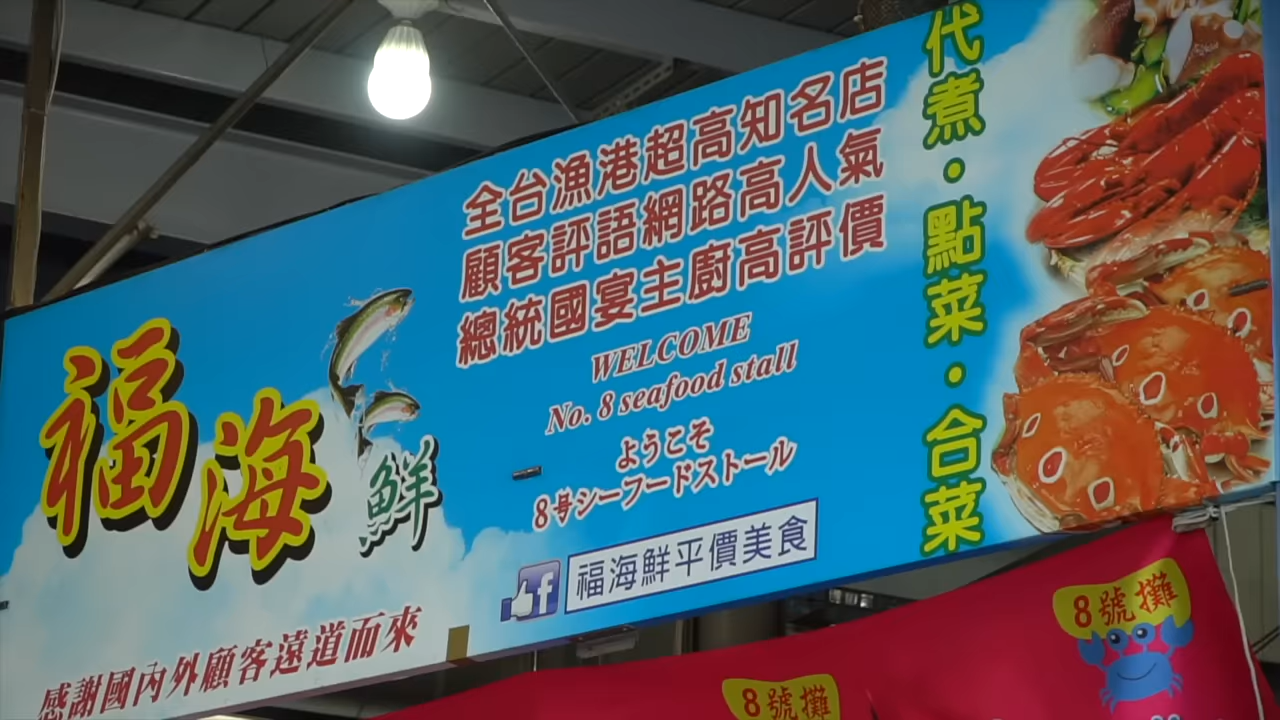 福海鮮
感謝國內外顧客遠道而來
全台漁港超高知名店
顧客評語網路高人氣
總統國宴主廚高評價
WELCOME
No. 8 seafood stall
ようこそ
8号シーフードストール
f 福海鮮平價美食
代煮・點菜・合菜
8號攤
8號攤